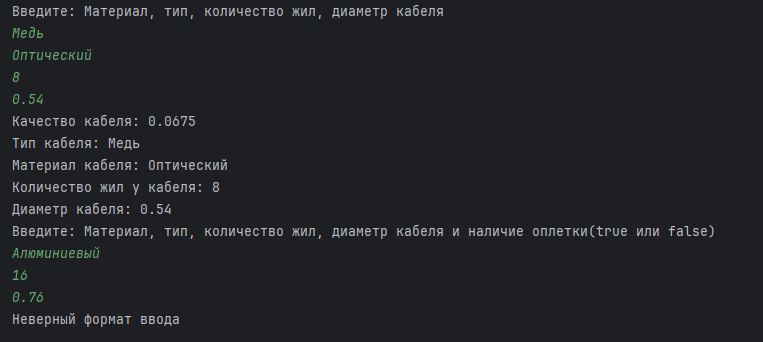 Введите: Материал, тип, количество жил, диаметр кабеля
Медь
Оптический
8
0.54
Качество кабеля: 0.0675
Тип кабеля: Медь
Материал кабеля: Оптический
Количество жил у кабеля: 8
Диаметр кабеля: 0.54
Введите: Материал, тип, количество жил, диаметр кабеля и наличие оплетки(true или false)
Алюминиевый
16
0.76
Неверный формат ввода